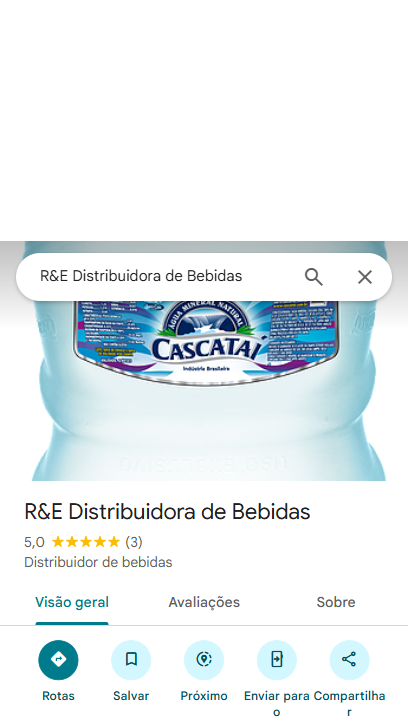 R&E Distribuidora de Bebidas
ÁGUA MINERAL NATURAL
CASCATAÍ
Indústria Brasileira
R&E Distribuidora de Bebidas
5,0 (3)
Distribuidor de bebidas
Visão geral Avaliações Sobre
Rotas Salvar Próximo Enviar para o Compartilhar